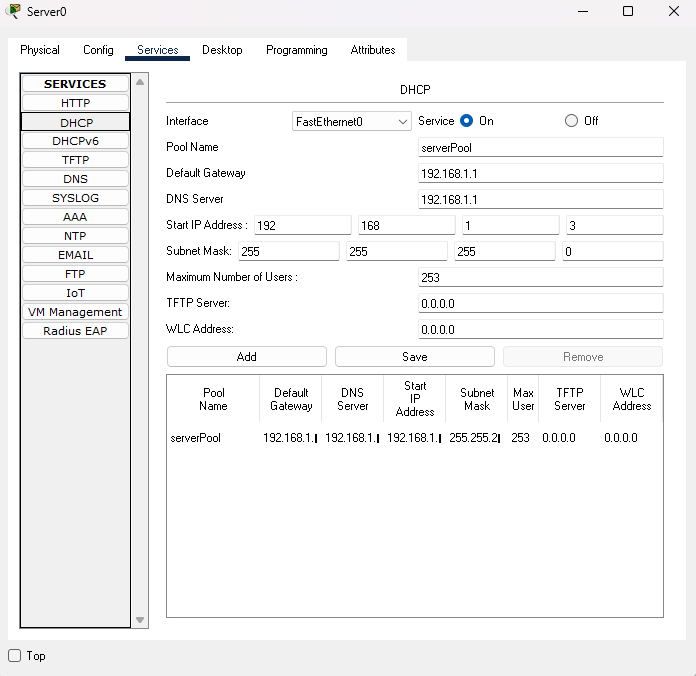 Server0
Physical Config Services Desktop Programming Attributes
SERVICES
HTTP
DHCP
DHCPv6
TFTP
DNS
SYSLOG
AAA
NTP
EMAIL
FTP
IoT
VM Management
Radius EAP
DHCP
Interface FastEthernet0 Service On Off
Pool Name serverPool
Default Gateway 192.168.1.1
DNS Server 192.168.1.1
Start IP Address : 192 168 1 3
Subnet Mask: 255 255 255 0
Maximum Number of Users : 253
TFTP Server: 0.0.0.0
WLC Address: 0.0.0.0
Add Save Remove
Pool Name Default Gateway DNS Server Start IP Address Subnet Mask Max User TFTP Server WLC Address
serverPool 192.168.1. 192.168.1. 192.168.1. 255.255.2 253 0.0.0.0 0.0.0.0
Top